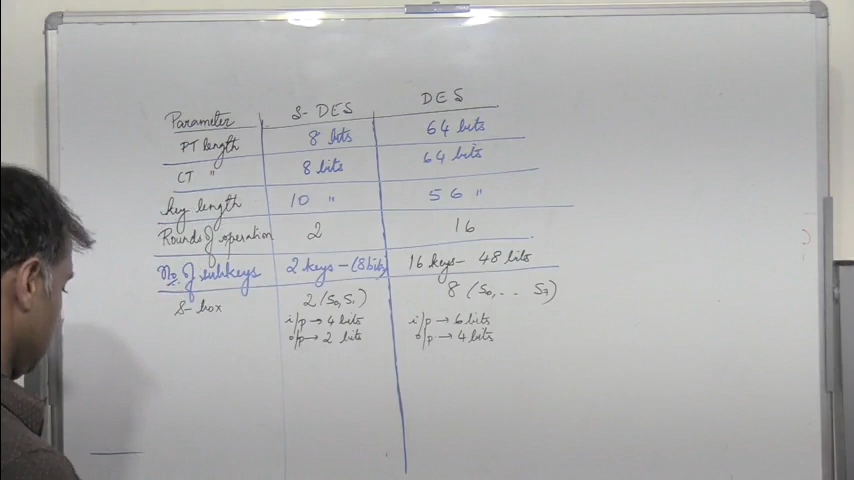 Parameter S-DES DES
PT length 8 bits 64 bits
CT " 8 bits 64 bits
key length 10 " 56 "
Rounds of operation 2 16
No. of subkeys 2 keys - (8 bits) 16 keys - 48 bits
S-box 2 (S0, S1) 8 (S0, .. S7)
i/p → 4 bits i/p → 6 bits
o/p → 2 bits o/p → 4 bits